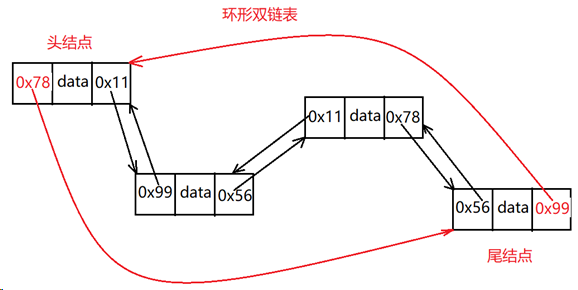 环形双链表
头结点
0x78 data 0x11
0x11 data 0x78
0x99 data 0x56
0x56 data 0x99
尾结点